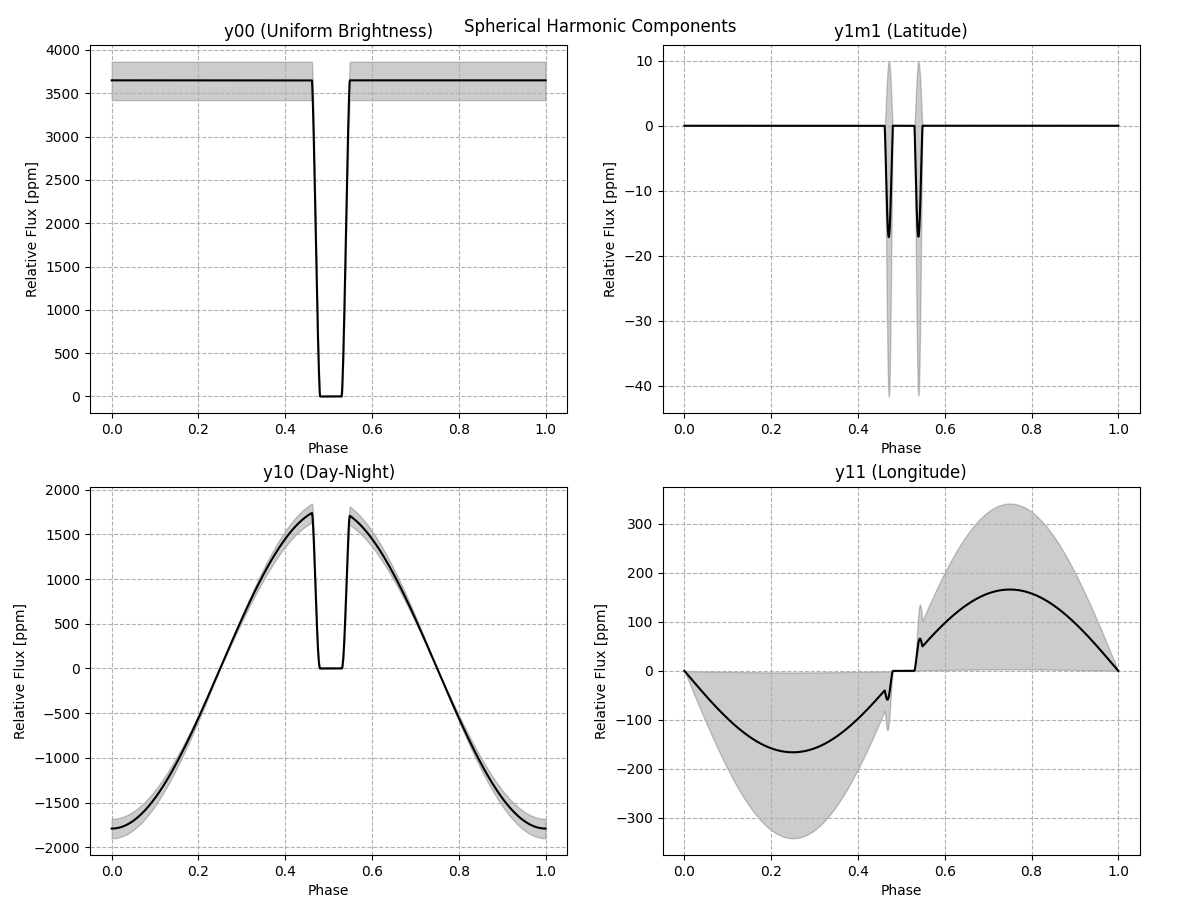 Spherical Harmonic Components
y00 (Uniform Brightness)
4000
3500
3000
2500
2000
1500
1000
500
0
Relative Flux [ppm]
0.0 0.2 0.4 0.6 0.8 1.0
Phase
y1m1 (Latitude)
10
0
−10
−20
−30
−40
Relative Flux [ppm]
0.0 0.2 0.4 0.6 0.8 1.0
Phase
y10 (Day-Night)
2000
1500
1000
500
0
−500
−1000
−1500
−2000
Relative Flux [ppm]
0.0 0.2 0.4 0.6 0.8 1.0
Phase
y11 (Longitude)
300
200
100
0
−100
−200
−300
Relative Flux [ppm]
0.0 0.2 0.4 0.6 0.8 1.0
Phase